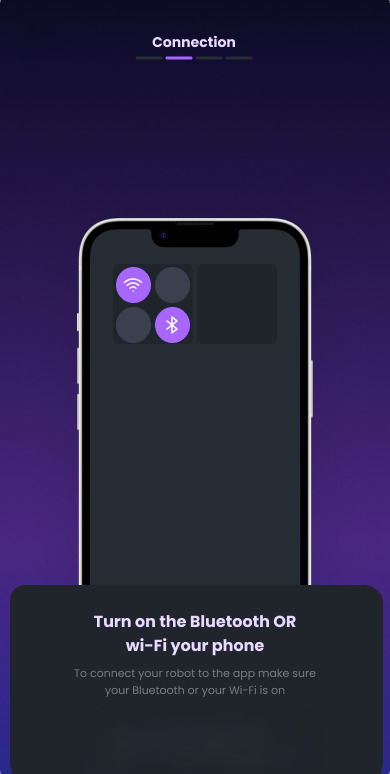 Connection
Turn on the Bluetooth OR
wi-Fi your phone
To connect your robot to the app make sure
your Bluetooth or your Wi-Fi is on